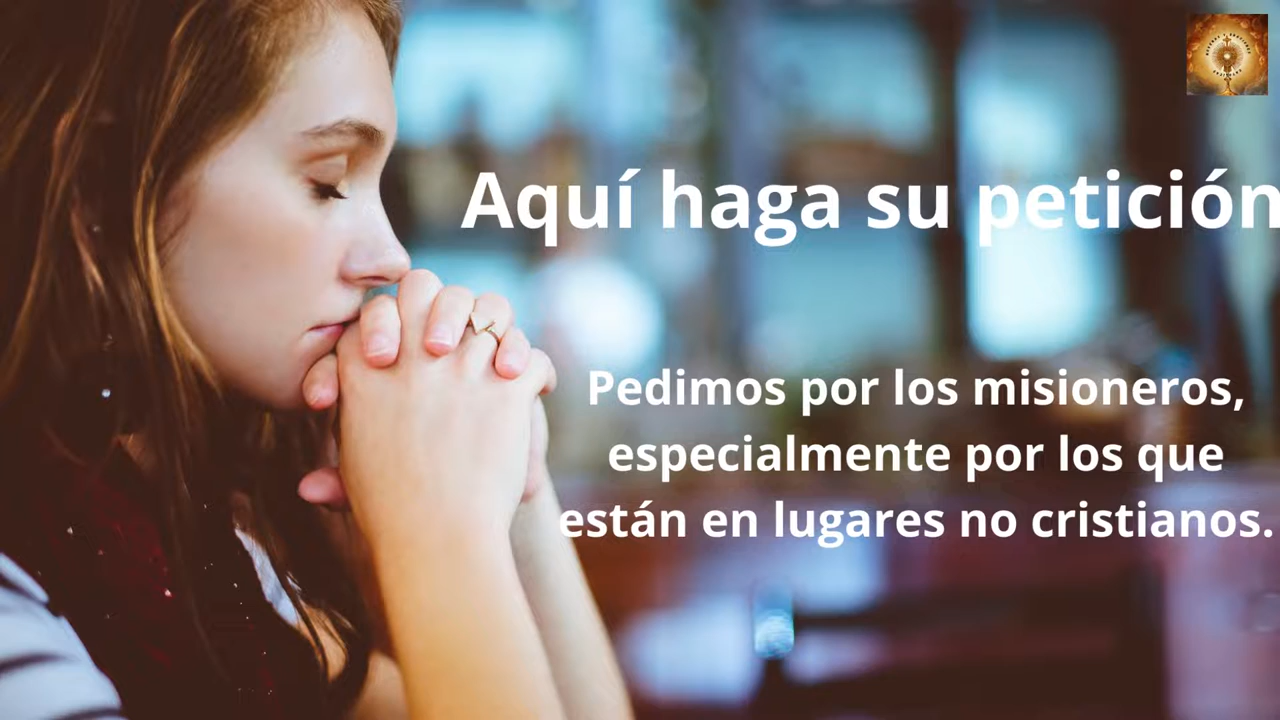 Aquí haga su petición
Pedimos por los misioneros,
especialmente por los que
están en lugares no cristianos.